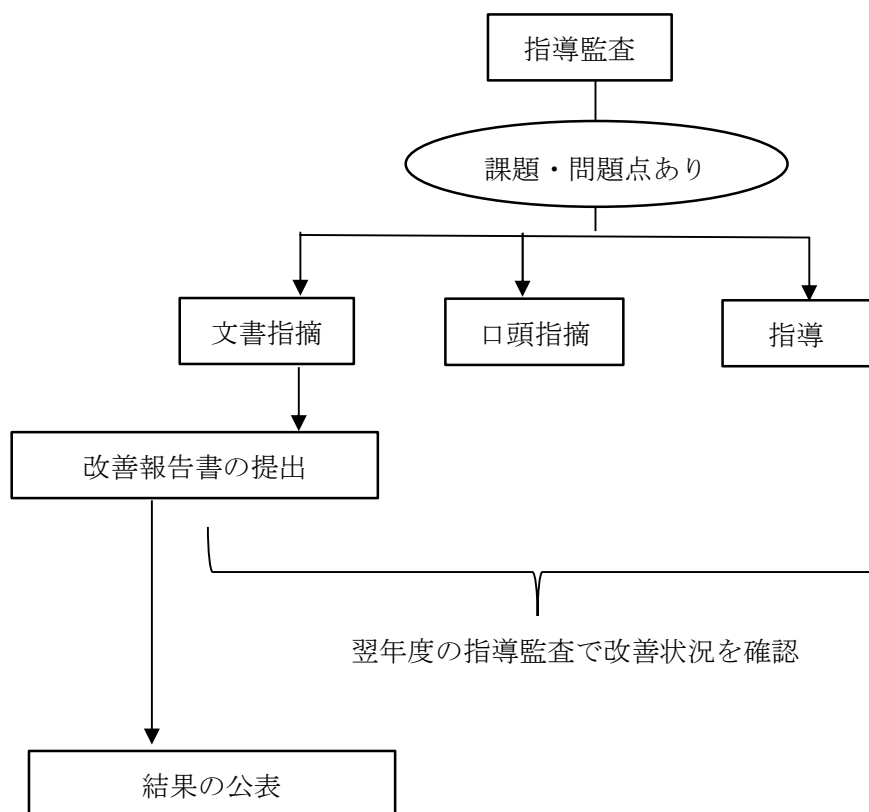 指導監査
課題・問題点あり
文書指摘
口頭指摘
指導
改善報告書の提出
翌年度の指導監査で改善状況を確認
結果の公表